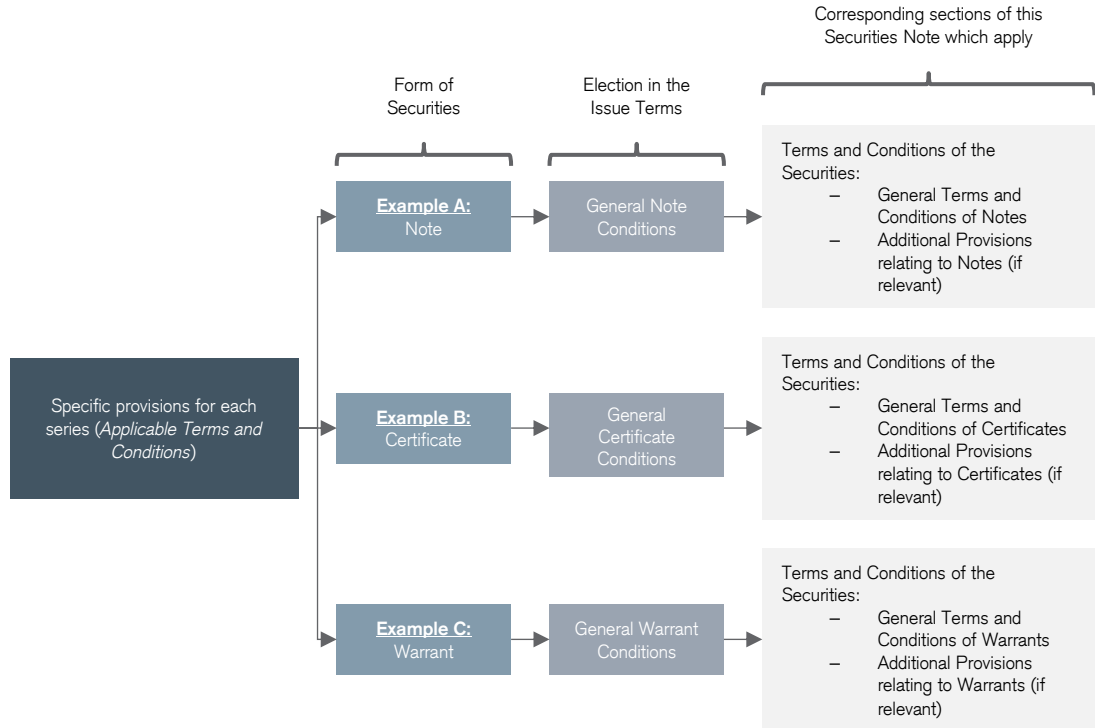 Corresponding sections of this
Securities Note which apply
Form of
Securities
Election in the
Issue Terms
Specific provisions for each
series (Applicable Terms and
Conditions)
Example A:
Note
General Note
Conditions
Terms and Conditions of the
Securities:
– General Terms and
Conditions of Notes
– Additional Provisions
relating to Notes (if
relevant)
Example B:
Certificate
General
Certificate
Conditions
Terms and Conditions of the
Securities:
– General Terms and
Conditions of Certificates
– Additional Provisions
relating to Certificates (if
relevant)
Example C:
Warrant
General Warrant
Conditions
Terms and Conditions of the
Securities:
– General Terms and
Conditions of Warrants
– Additional Provisions
relating to Warrants (if
relevant)